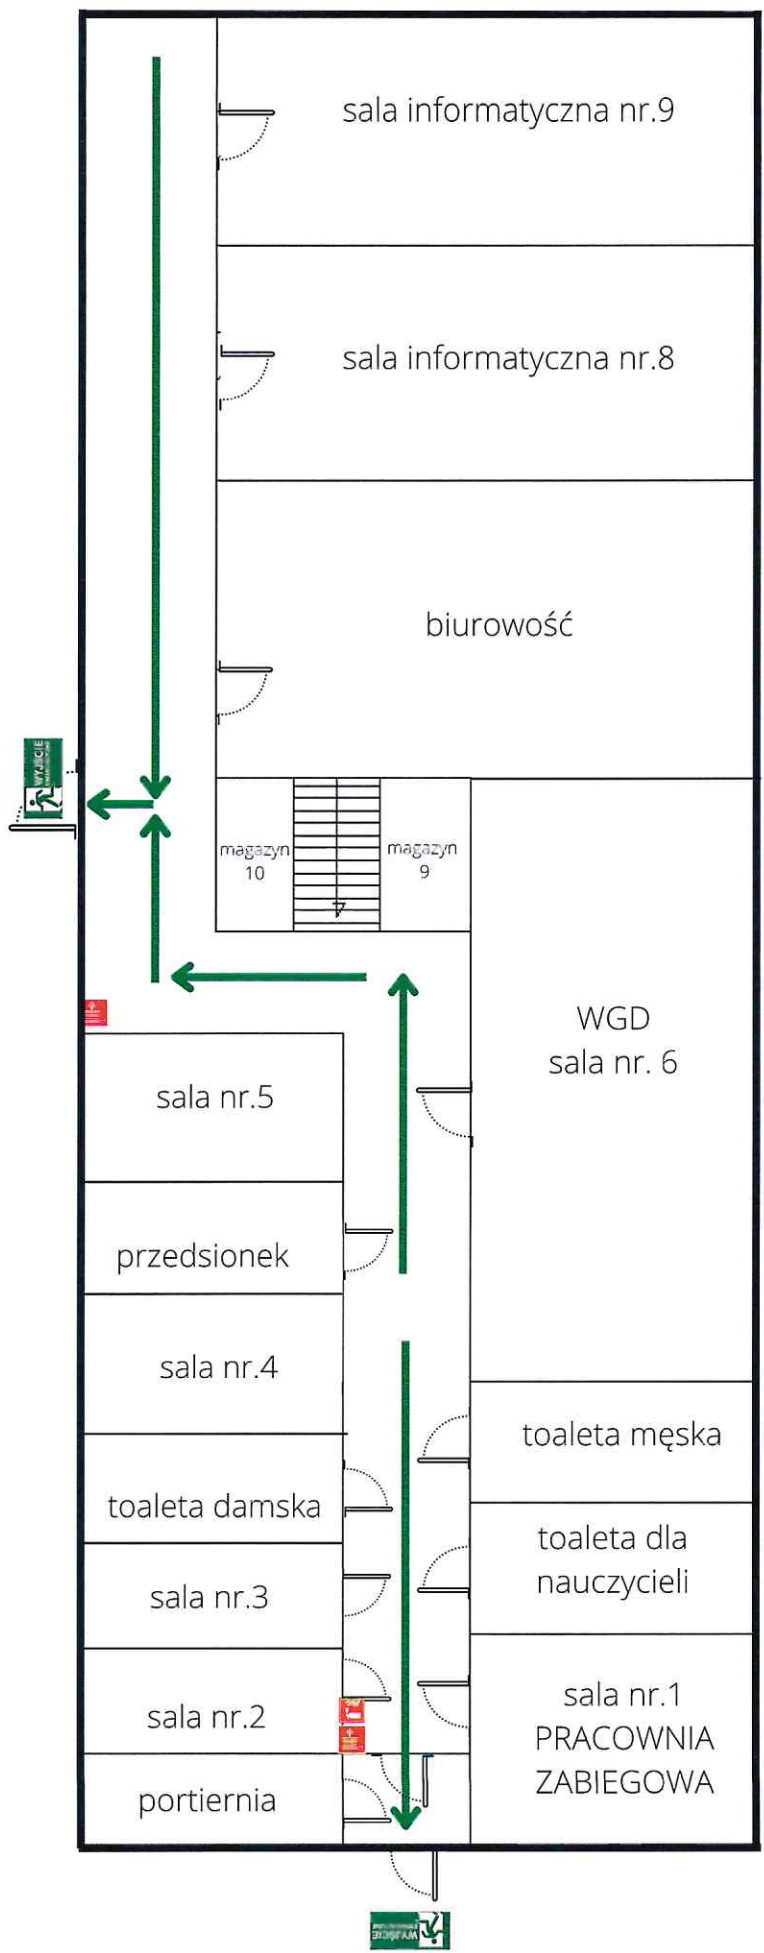 sala informatyczna nr.9
sala informatyczna nr.8
biurowość
WYJŚCIE
magazyn
10
magazyn
9
WGD
sala nr. 6
sala nr.5
przedsionek
sala nr.4
toaleta męska
toaleta damska
toaleta dla
nauczycieli
sala nr.3
sala nr.1
PRACOWNIA
ZABIEGOWA
sala nr.2
portiernia
WYJŚCIE